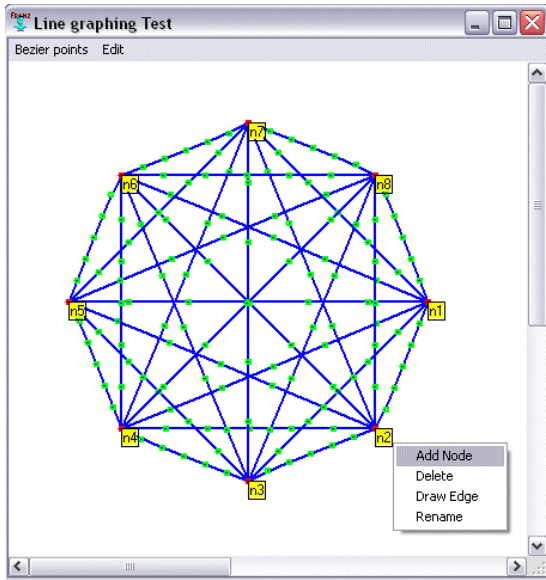 FRANZ
Line graphing Test
Bezier points Edit
n7
n6
n8
n5
n1
n4
n2
n3
Add Node
Delete
Draw Edge
Rename